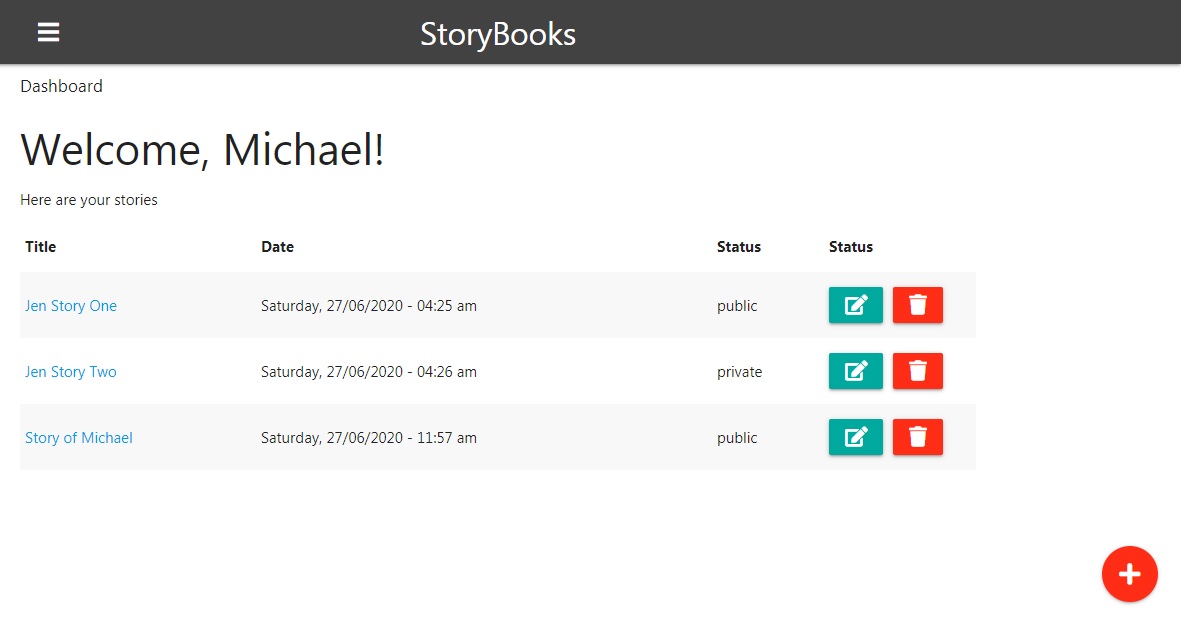 StoryBooks
Dashboard
Welcome, Michael!
Here are your stories
Title Date Status Status
Jen Story One Saturday, 27/06/2020 - 04:25 am public
Jen Story Two Saturday, 27/06/2020 - 04:26 am private
Story of Michael Saturday, 27/06/2020 - 11:57 am public